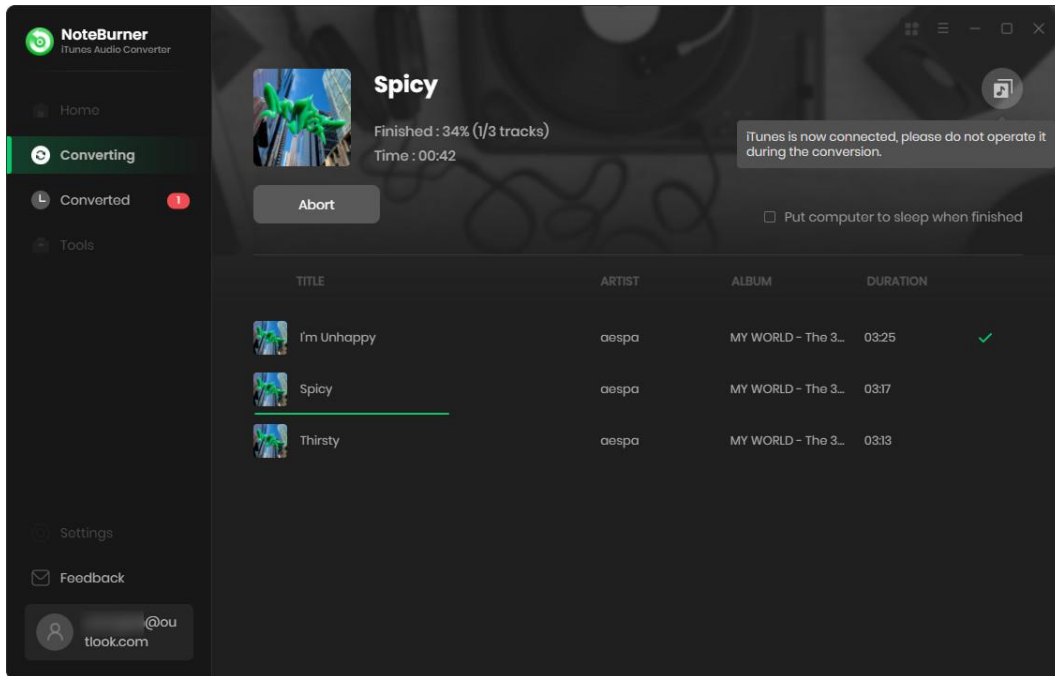 NoteBurner
iTunes Audio Converter
Home
Converting
Converted 1
Tools
Settings
Feedback
@ou
tlook.com
Spicy
Finished : 34% (1/3 tracks)
Time : 00:42
Abort
iTunes is now connected, please do not operate it
during the conversion.
Put computer to sleep when finished
TITLE ARTIST ALBUM DURATION
I'm Unhappy aespa MY WORLD - The 3... 03:25
Spicy aespa MY WORLD - The 3... 03:17
Thirsty aespa MY WORLD - The 3... 03:13